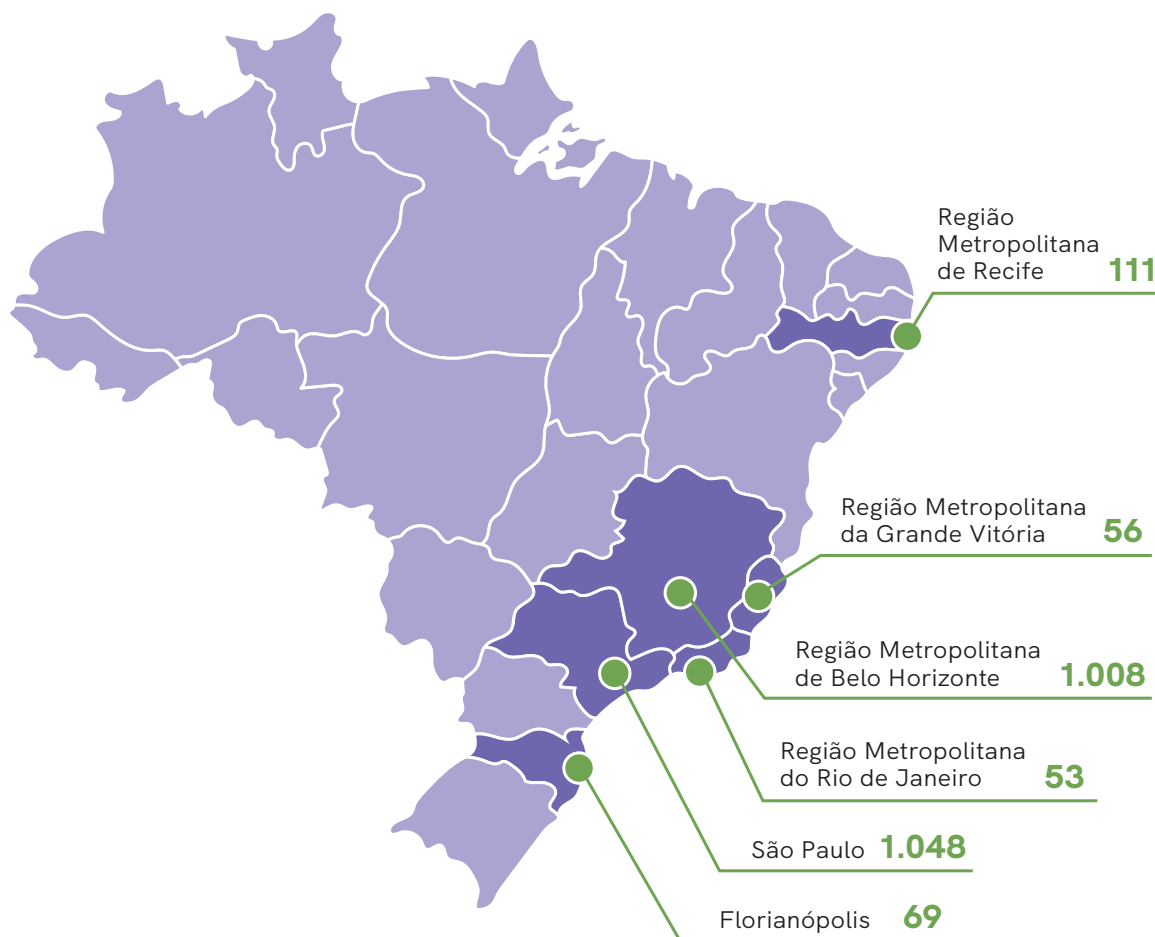 Região
Metropolitana
de Recife 111
Região Metropolitana
da Grande Vitória 56
Região Metropolitana
de Belo Horizonte 1.008
Região Metropolitana
do Rio de Janeiro 53
São Paulo 1.048
Florianópolis 69